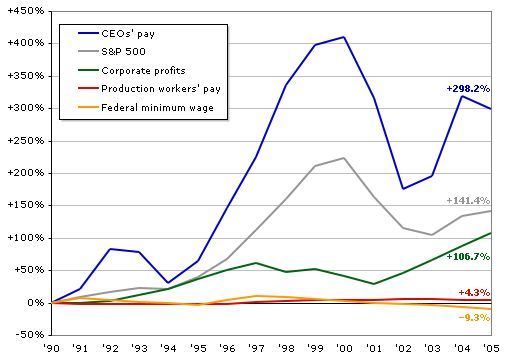 +450%
+400%
+350%
+300%
+250%
+200%
+150%
+100%
+50%
0%
-50%
CEOs' pay
S&P 500
Corporate profits
Production workers' pay
Federal minimum wage
+298.2%
+141.4%
+106.7%
+4.3%
-9.3%
'90 '91 '92 '93 '94 '95 '96 '97 '98 '99 '00 '01 '02 '03 '04 '05